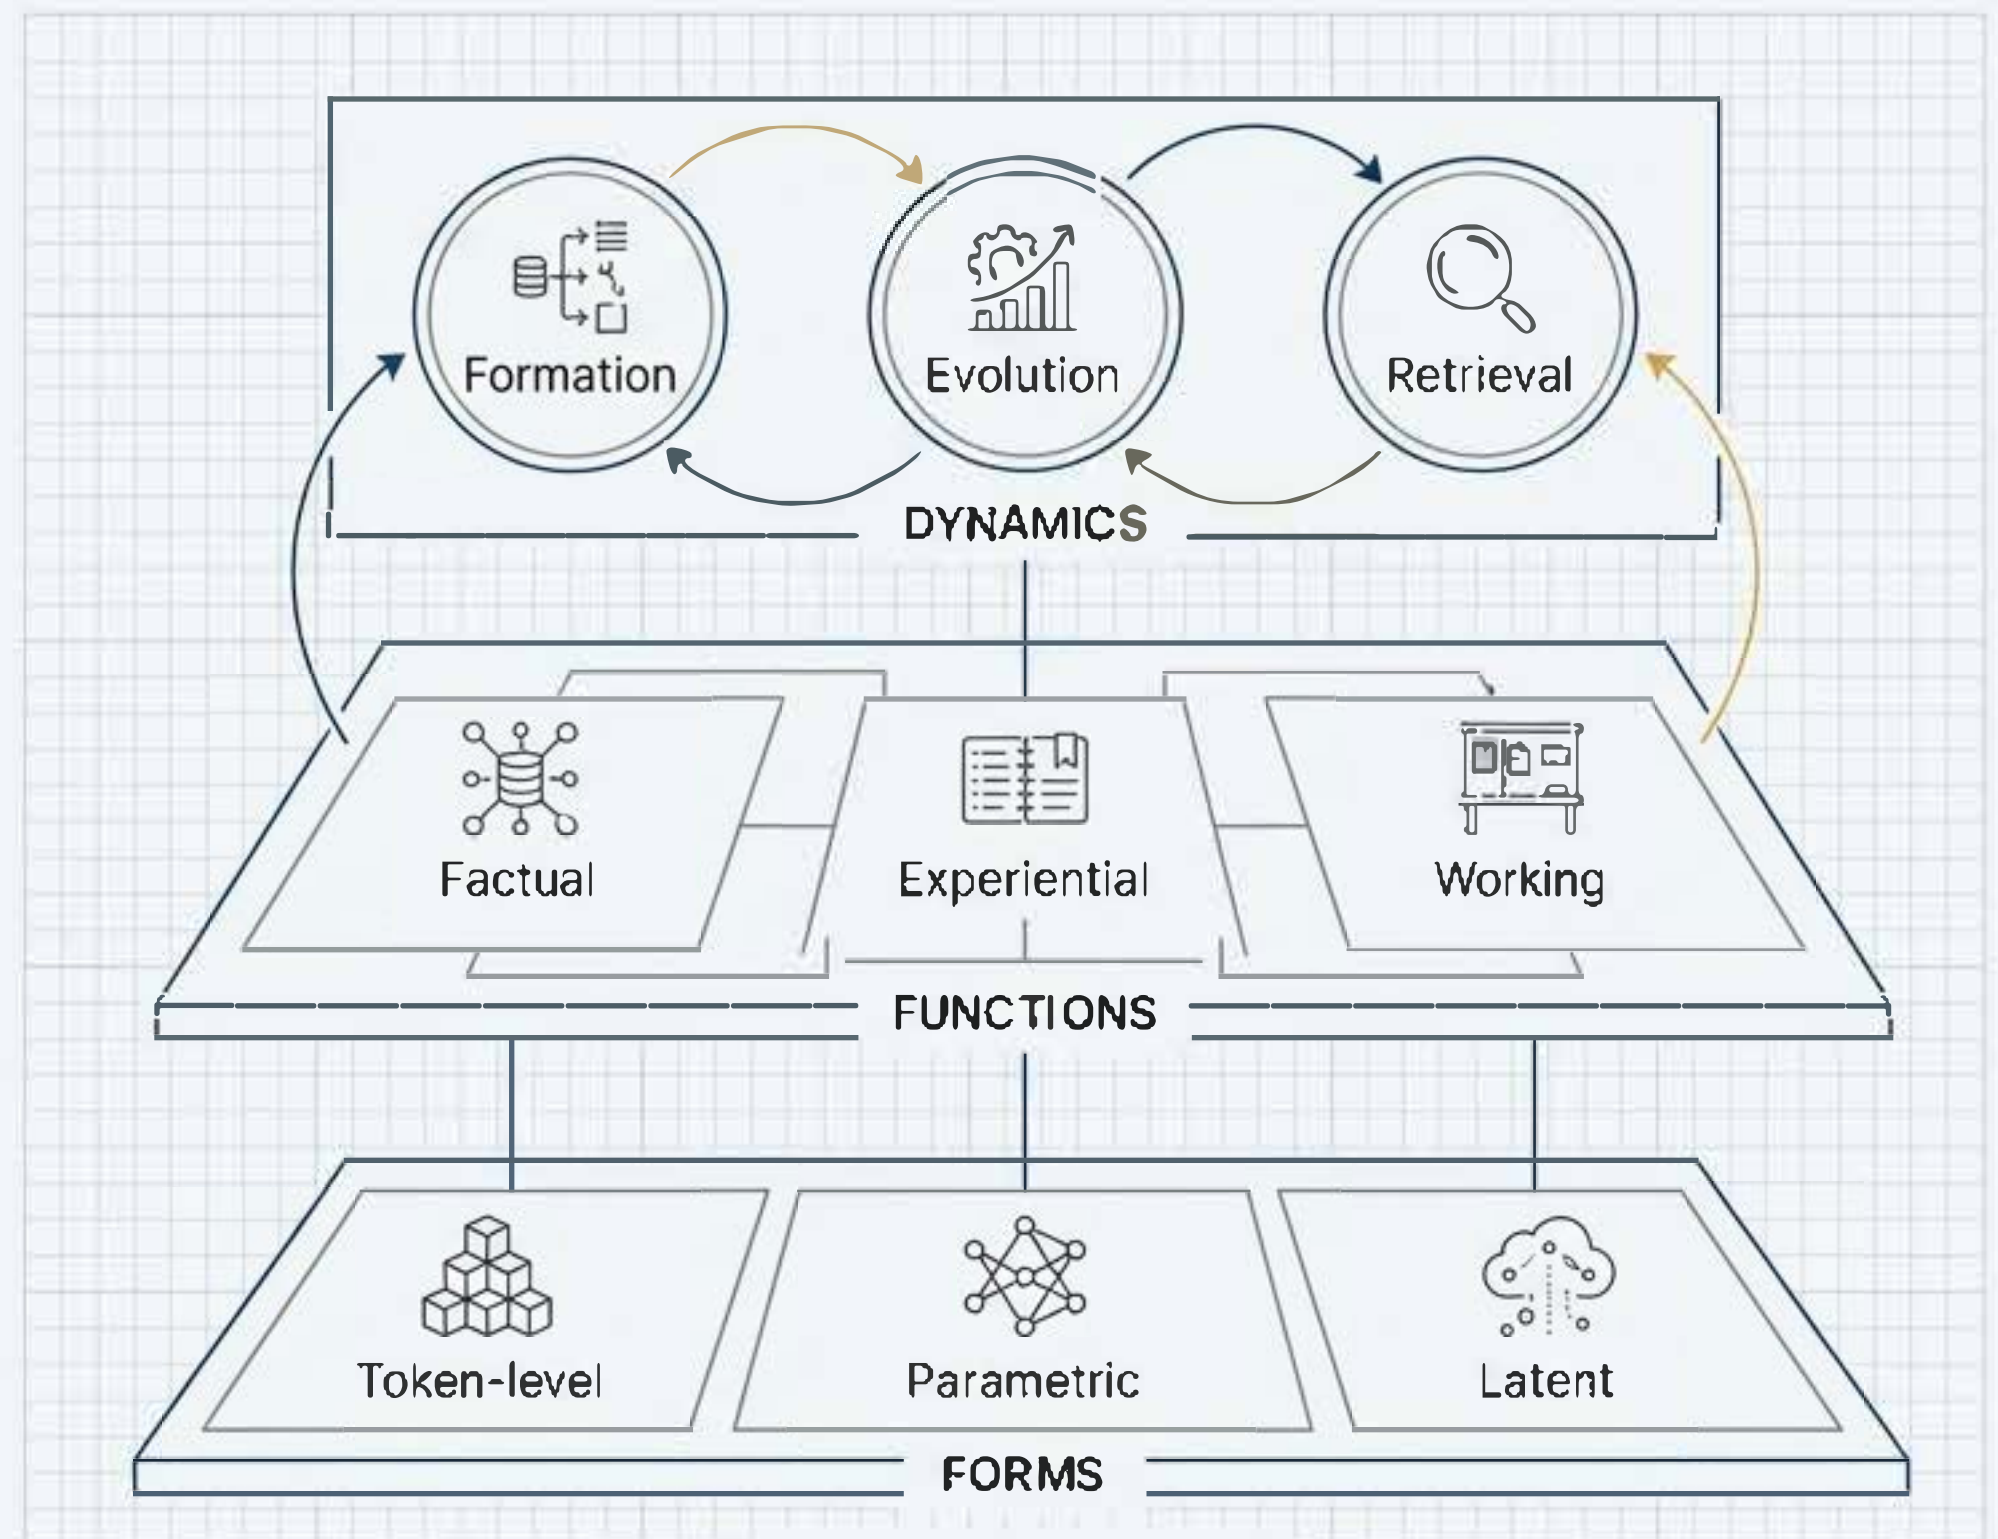 Formation
Evolution
Retrieval
DYNAMICS
Factual
Experiential
Working
FUNCTIONS
Token-level
Parametric
Latent
FORMS